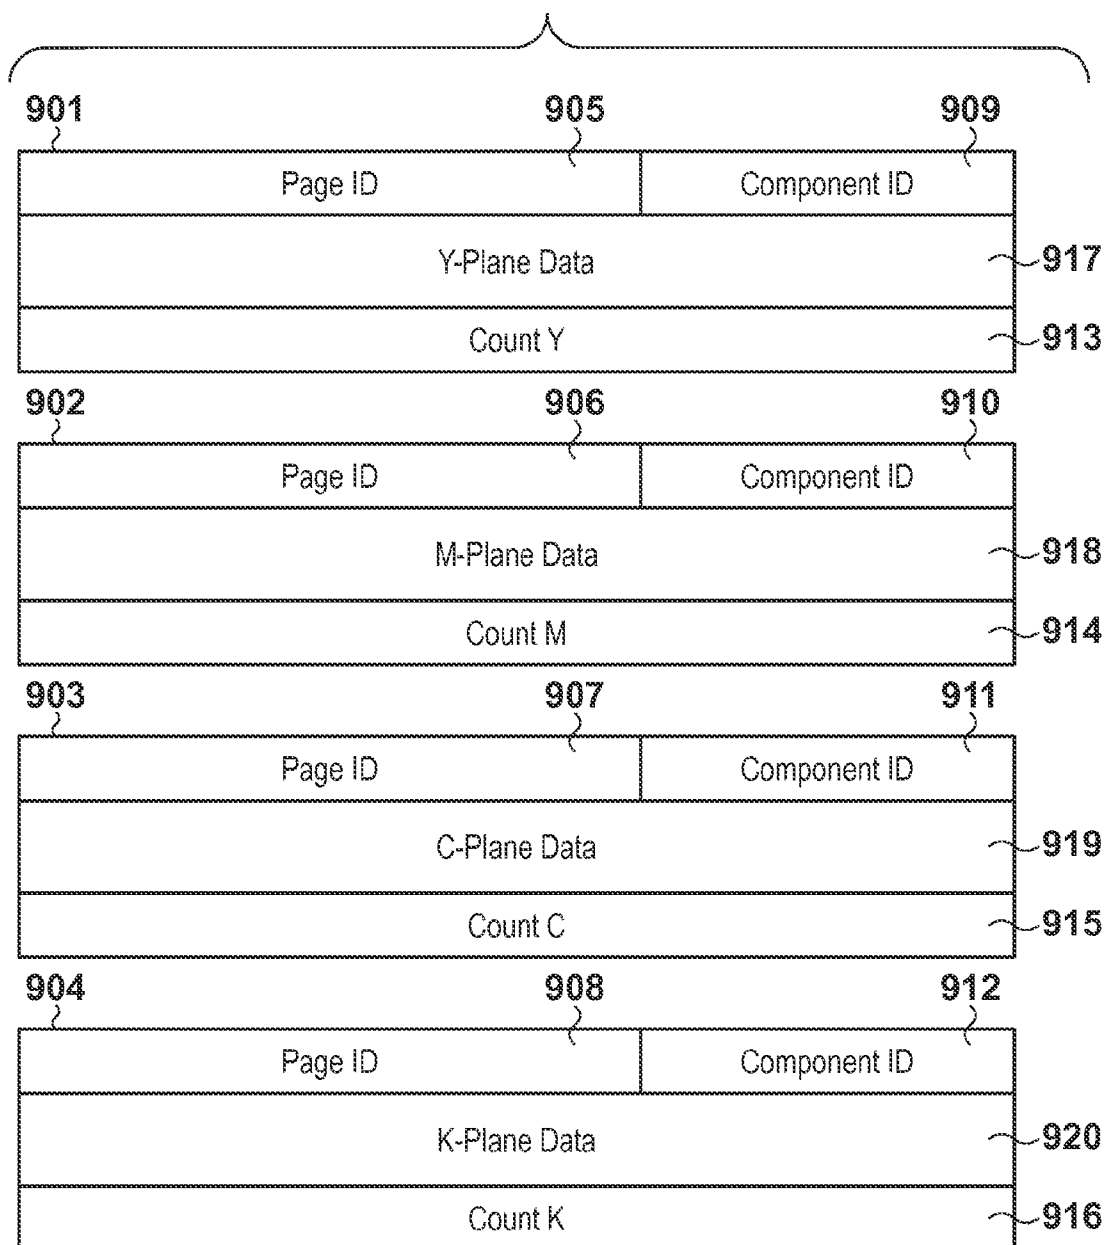 901 905 909
Page ID Component ID
Y-Plane Data 917
Count Y 913
902 906 910
Page ID Component ID
M-Plane Data 918
Count M 914
903 907 911
Page ID Component ID
C-Plane Data 919
Count C 915
904 908 912
Page ID Component ID
K-Plane Data 920
Count K 916